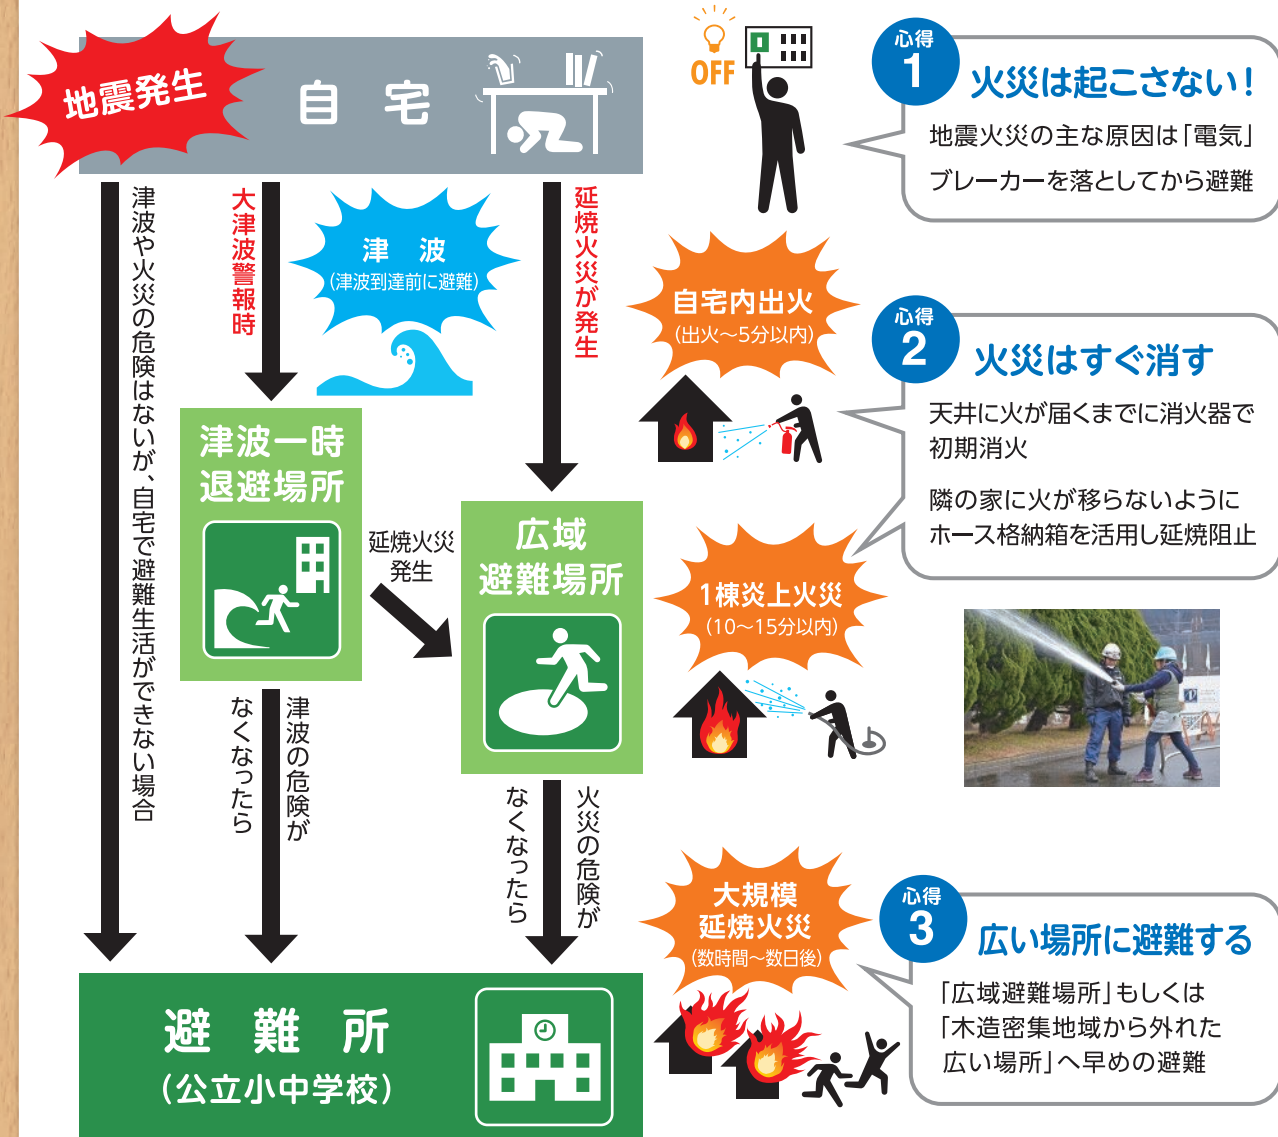 地震発生
自宅
津波や火災の危険はないが、自宅で避難生活ができない場合
大津波警報時
津 波
(津波到達前に避難)
延焼火災が発生
津波一時
退避場所
延焼火災
発生
広域
避難場所
津波の危険が
なくなったら
火災の危険が
なくなったら
避難所
(公立小中学校)
OFF
心得
1
火災は起こさない!
地震火災の主な原因は「電気」
ブレーカーを落としてから避難
自宅内出火
(出火~5分以内)
心得
2
火災はすぐ消す
天井に火が届くまでに消火器で
初期消火
隣の家に火が移らないように
ホース格納箱を活用し延焼阻止
1棟炎上火災
(10~15分以内)
大規模
延焼火災
(数時間~数日後)
心得
3
広い場所に避難する
「広域避難場所」もしくは
「木造密集地域から外れた
広い場所」へ早めの避難